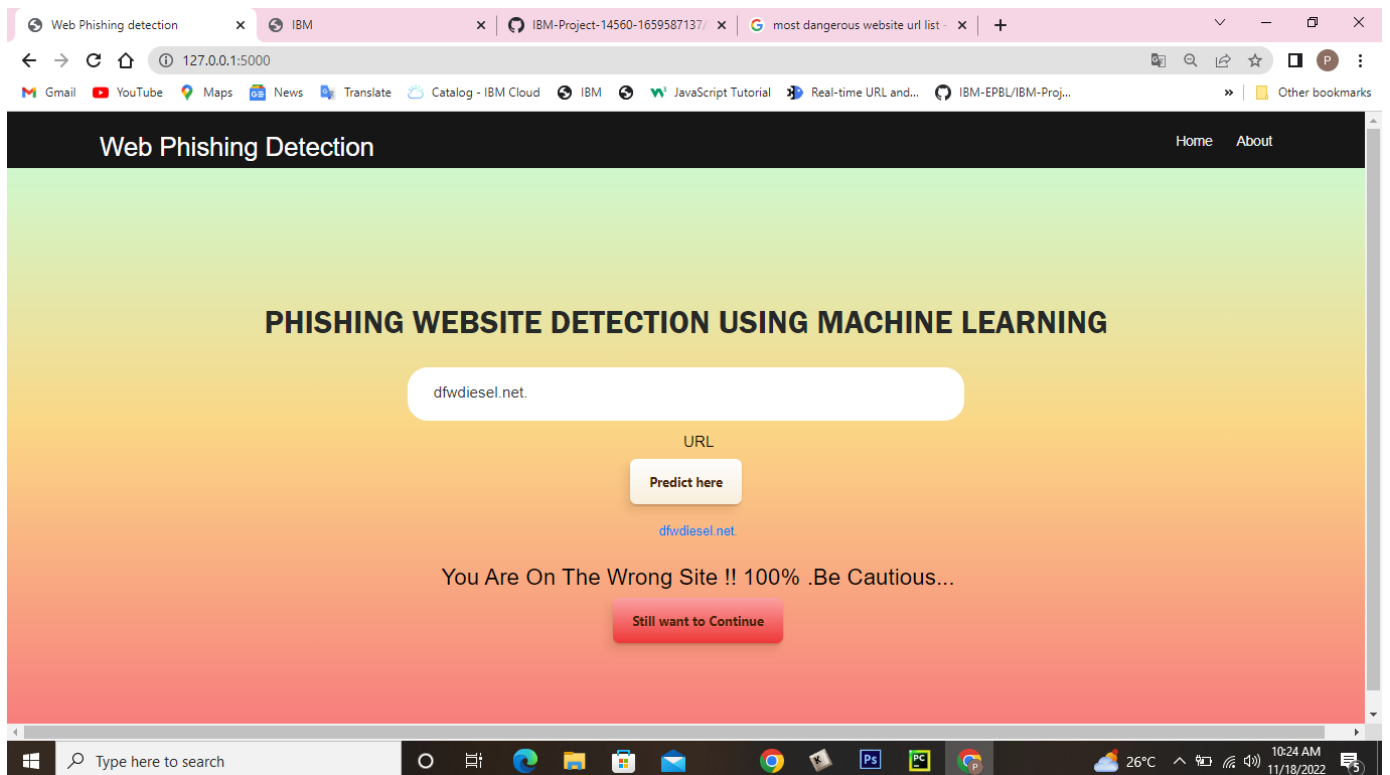 Web Phishing detection IBM IBM-Project-14560-1659587137/ most dangerous website url list -
127.0.0.1:5000
Gmail YouTube Maps News Translate Catalog - IBM Cloud IBM JavaScript Tutorial Real-time URL and... IBM-EPBL/IBM-Proj... » Other bookmarks
Web Phishing Detection Home About
PHISHING WEBSITE DETECTION USING MACHINE LEARNING
dfwdiesel.net.
URL
Predict here
dfwdiesel.net.
You Are On The Wrong Site !! 100% .Be Cautious...
Still want to Continue
Type here to search Ps PC P 26°C 10:24 AM
11/18/2022 5